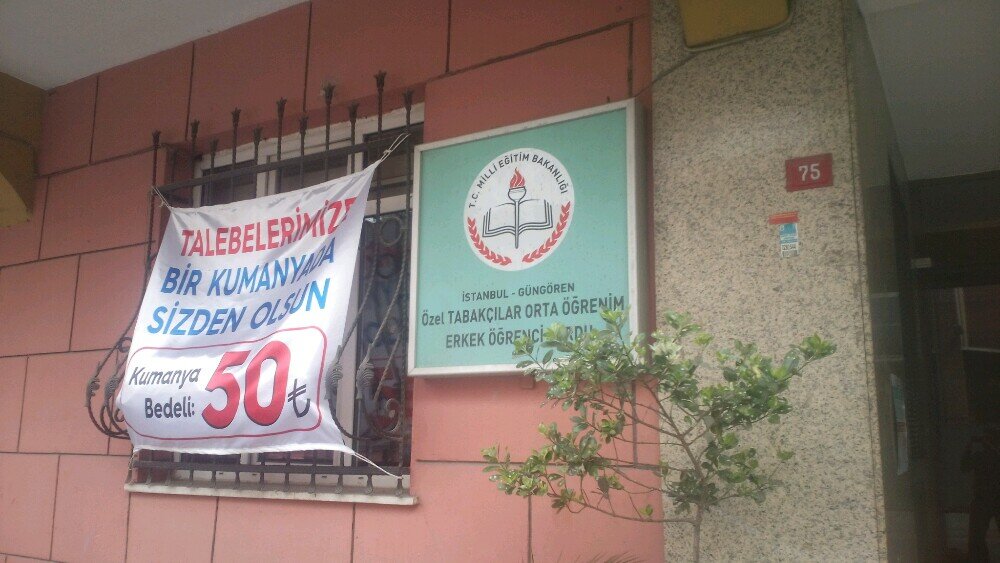 TALEBELERİMİZE
BİR KUMANYADA
SİZDEN OLSUN
Kumanya
Bedeli: 50₺
T.C. MİLLİ EĞİTİM BAKANLIĞI
İSTANBUL - GÜNGÖREN
Özel TABAKÇILAR ORTA ÖĞRENİM
ERKEK ÖĞRENCİ
75